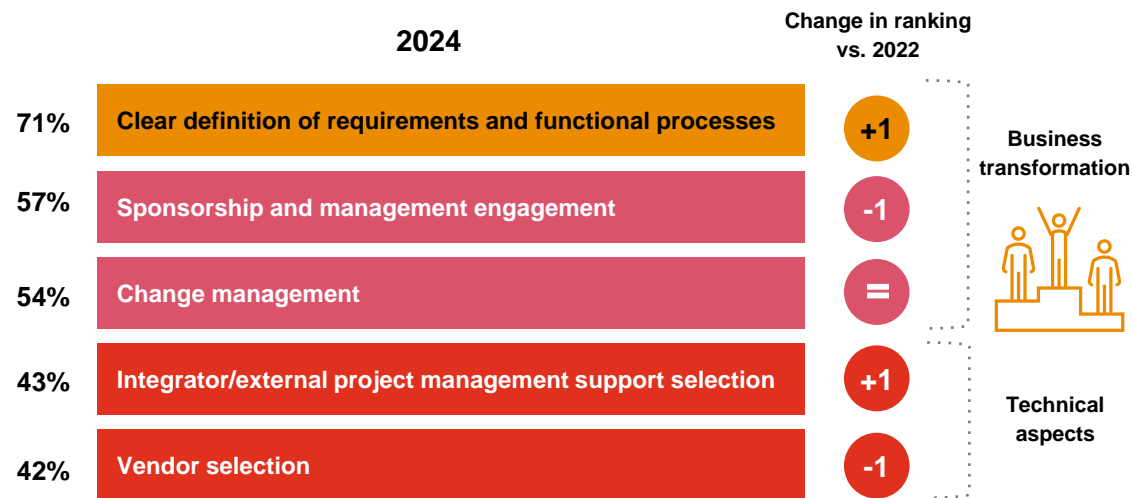 2024
Change in ranking
vs. 2022
71%
Clear definition of requirements and functional processes
+1
57%
Sponsorship and management engagement
-1
54%
Change management
=
Business
transformation
43%
Integrator/external project management support selection
+1
42%
Vendor selection
-1
Technical
aspects